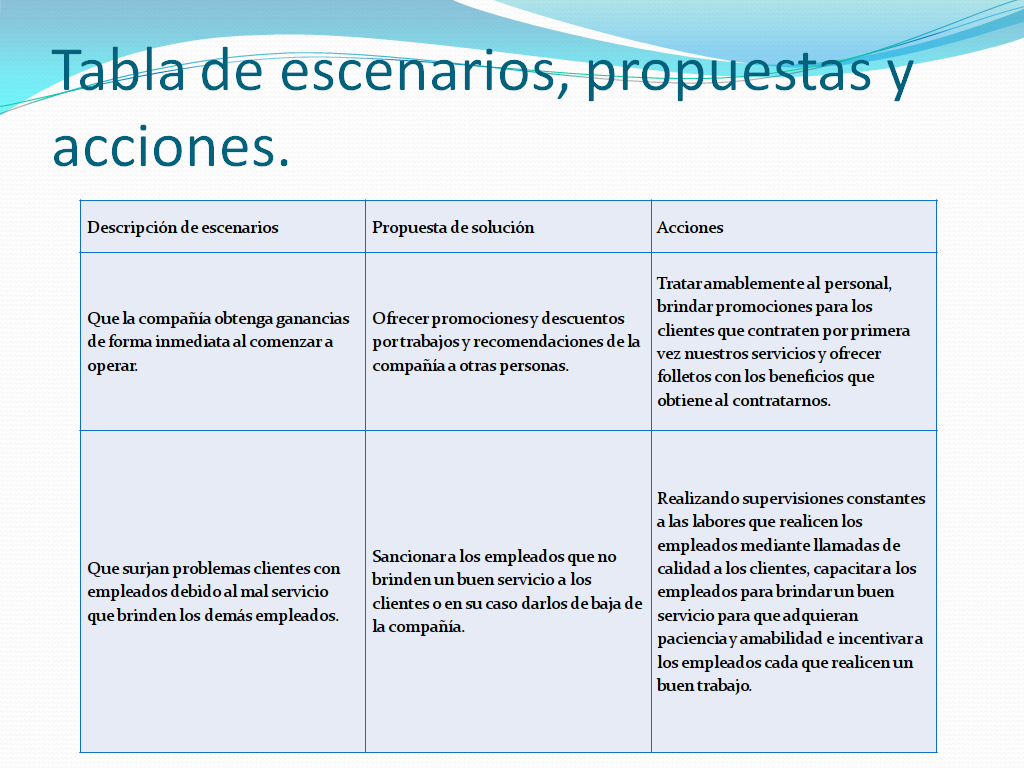 Tabla de escenarios, propuestas y
acciones.
Descripción de escenarios
Propuesta de solución
Acciones
Que la compañía obtenga ganancias
de forma inmediata al comenzar a
operar.
Ofrecer promociones y descuentos
por trabajos y recomendaciones de la
compañía a otras personas.
Tratar amablemente al personal,
brindar promociones para los
clientes que contraten por primera
vez nuestros servicios y ofrecer
folletos con los beneficios que
obtiene al contratarnos.
Que surjan problemas clientes con
empleados debido al mal servicio
que brinden los demás empleados.
Sancionar a los empleados que no
brinden un buen servicio a los
clientes o en su caso darlos de baja de
la compañía.
Realizando supervisiones constantes
a las labores que realicen los
empleados mediante llamadas de
calidad a los clientes, capacitar a los
empleados para brindar un buen
servicio para que adquieran
paciencia y amabilidad e incentivar a
los empleados cada que realicen un
buen trabajo.